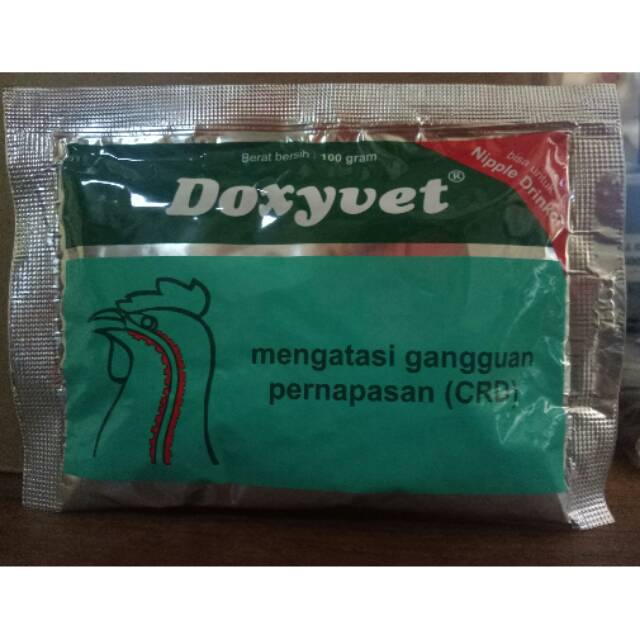 Berat bersih : 100 gram
Doxyvet®
bisa untuk
Nipple Drinker
mengatasi gangguan
pernapasan (CRD)